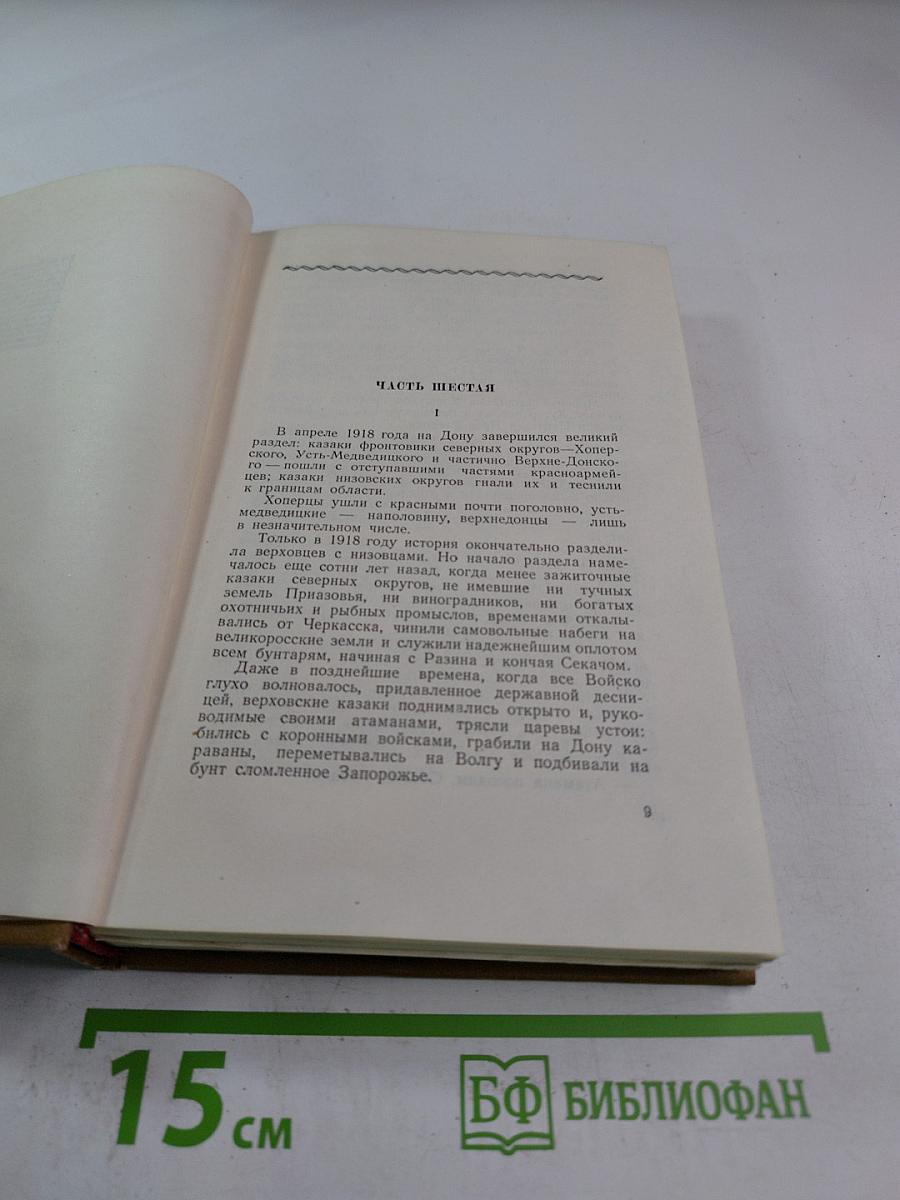 ЧАСТЬ ШЕСТАЯ
I
В апреле 1918 года на Дону завершился великий
раздел: казаки фронтовики северных округов—Хопер-
ского, Усть-Медведицкого и частично Верхне-Донско-
го — пошли с отступавшими частями красноармей-
цев; казаки низовских округов гнали их и теснили
к границам области.
Хоперцы ушли с красными почти поголовно, усть-
медведицкие — наполовину, верхнедонцы — лишь
в незначительном числе.
Только в 1918 году история окончательно раздели-
ла верховцев с низовцами. Но начало раздела наме-
чалось еще сотни лет назад, когда менее зажиточные
казаки северных округов, не имевшие ни тучных
земель Приазовья, ни виноградников, ни богатых
охотничьих и рыбных промыслов, временами откалы-
вались от Черкасска, чинили самовольные набеги на
великоросские земли и служили надежнейшим оплотом
всем бунтарям, начиная с Разина и кончая Секачом.
Даже в позднейшие времена, когда все Войско
глухо волновалось, придавленное державной десни-
цей, верховские казаки поднимались открыто и, руко-
водимые своими атаманами, трясли царевы устои:
бились с коронными войсками, грабили на Дону ка-
раваны, переметывались на Волгу и подбивали на
бунт сломленное Запорожье.
9
15 см
БФ БИБЛИОФАН